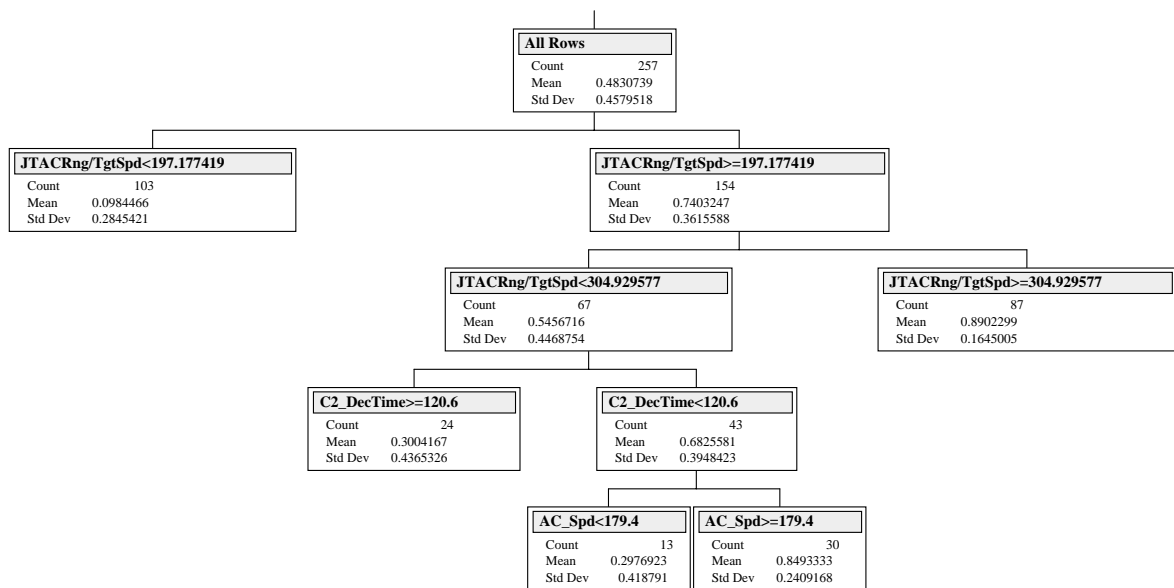 All Rows
Count 257
Mean 0.4830739
Std Dev 0.4579518
JTACRng/TgtSpd<197.177419
Count 103
Mean 0.0984466
Std Dev 0.2845421
JTACRng/TgtSpd>=197.177419
Count 154
Mean 0.7403247
Std Dev 0.3615588
JTACRng/TgtSpd<304.929577
Count 67
Mean 0.5456716
Std Dev 0.4468754
JTACRng/TgtSpd>=304.929577
Count 87
Mean 0.8902299
Std Dev 0.1645005
C2_DecTime>=120.6
Count 24
Mean 0.3004167
Std Dev 0.4365326
C2_DecTime<120.6
Count 43
Mean 0.6825581
Std Dev 0.3948423
AC_Spd<179.4
Count 13
Mean 0.2976923
Std Dev 0.418791
AC_Spd>=179.4
Count 30
Mean 0.8493333
Std Dev 0.2409168